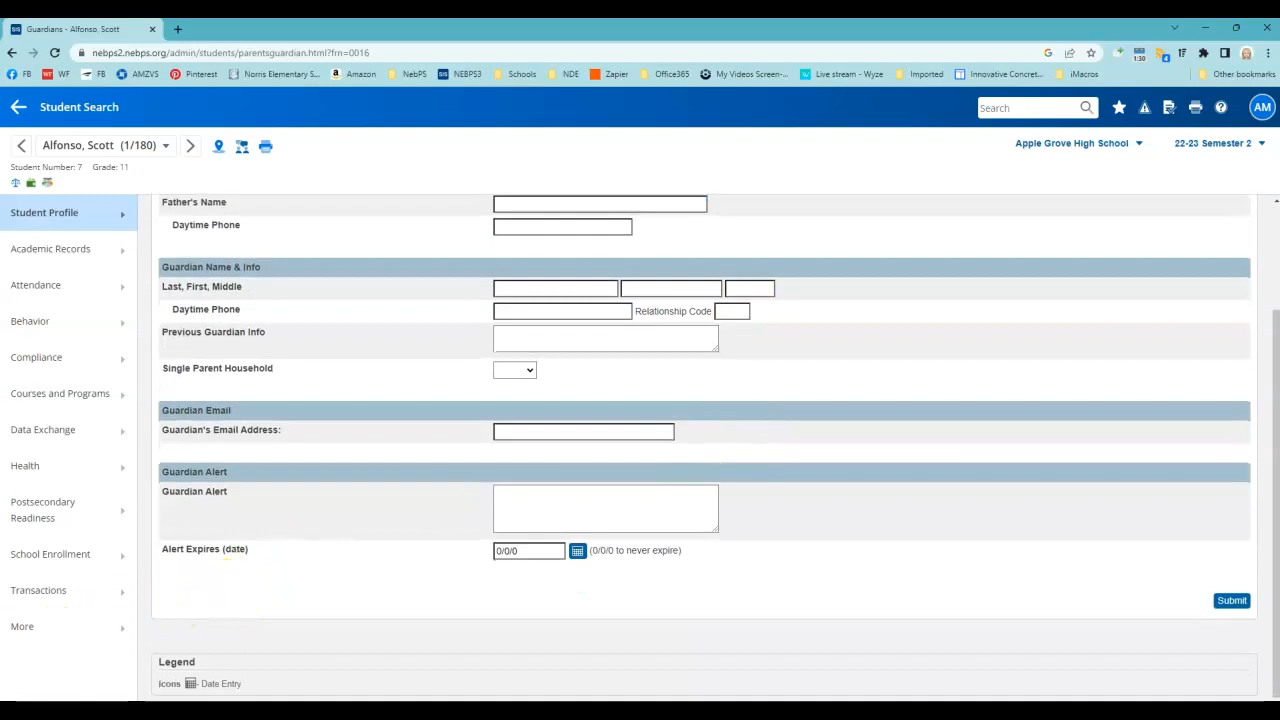 Guardians - Alfonso, Scott
nebps2.nebps.org/admin/students/parentsguardian.html?frn=0016
1:30 4
FB WF FB AMZVS Pinterest Norris Elementary S... Amazon NebPS NEBPS3 Schools NDE Zapier Office365 My Videos Screen-... Live stream - Wyze Imported Innovative Concret... iMacros Other bookmarks
Student Search
Search
AM
Alfonso, Scott (1/180)
Apple Grove High School 22-23 Semester 2
Student Number: 7 Grade: 11
Student Profile
Academic Records
Attendance
Behavior
Compliance
Courses and Programs
Data Exchange
Health
Postsecondary
Readiness
School Enrollment
Transactions
More
Father's Name
Daytime Phone
Guardian Name & Info
Last, First, Middle
Daytime Phone Relationship Code
Previous Guardian Info
Single Parent Household
Guardian Email
Guardian's Email Address:
Guardian Alert
Guardian Alert
Alert Expires (date) 0/0/0 (0/0/0 to never expire)
Submit
Legend
Icons - Date Entry